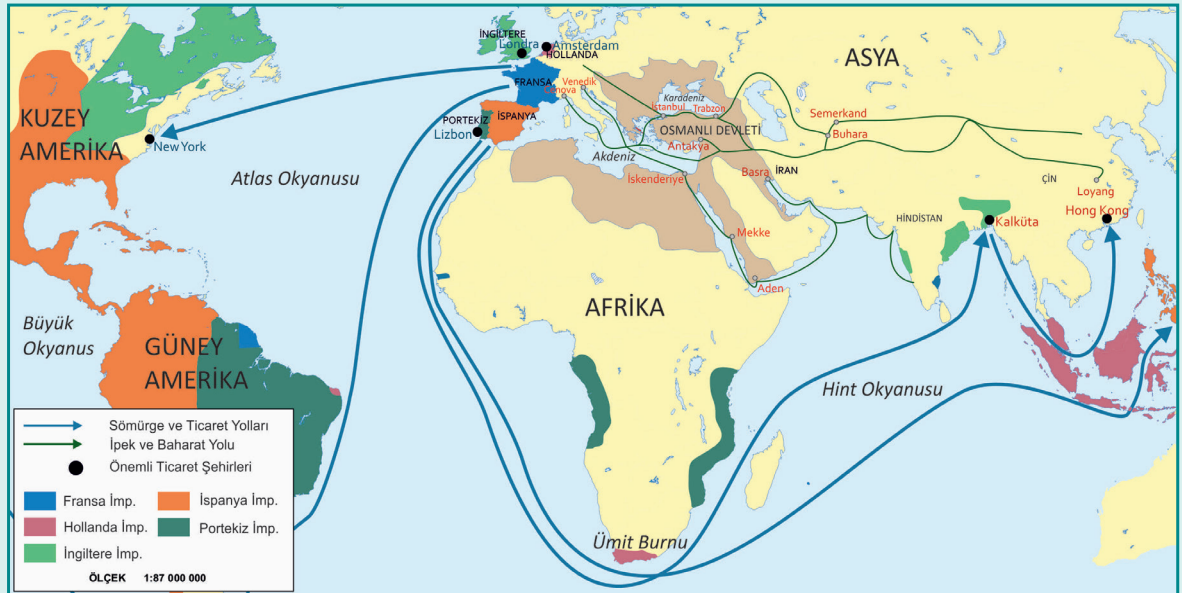 İNGİLTERE
Londra
Amsterdam
HOLLANDA
ASYA
FRANSA
Venedik
Cenova
Karadeniz
İstanbul
Trabzon
KUZEY
AMERİKA
New York
PORTEKİZ
İSPANYA
Lizbon
OSMANLI DEVLETİ
Antakya
Semerkand
Buhara
Atlas Okyanusu
Akdeniz
İskenderiye
Basra
İRAN
ÇİN
Loyang
HİNDİSTAN
Kalküta
Hong Kong
Mekke
Aden
AFRİKA
Büyük
Okyanus
GÜNEY
AMERİKA
Hint Okyanusu
Ümit Burnu
Sömürge ve Ticaret Yolları
İpek ve Baharat Yolu
Önemli Ticaret Şehirleri
Fransa İmp.
İspanya İmp.
Hollanda İmp.
Portekiz İmp.
İngiltere İmp.
ÖLÇEK 1:87 000 000